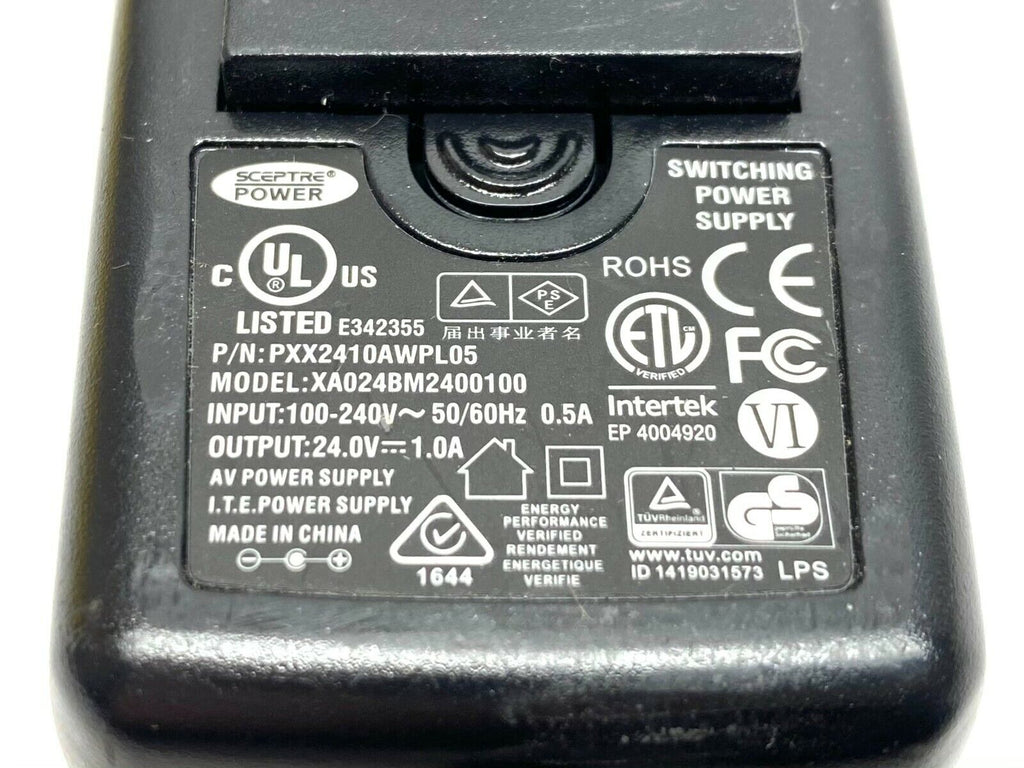 SCEPTRE®
POWER
SWITCHING
POWER
SUPPLY
C UL® US
LISTED E342355
PS
E
届出事业者名
ROHS CE
ETL CM
VERIFIED
FC
Intertek
EP 4004920
VI
P/N: PXX2410AWPL05
MODEL:XA024BM2400100
INPUT:100-240V~ 50/60Hz 0.5A
OUTPUT:24.0V⎓1.0A
AV POWER SUPPLY
I.T.E.POWER SUPPLY
MADE IN CHINA
1644
ENERGY
PERFORMANCE
VERIFIED
RENDEMENT
ENERGETIQUE
VERIFIE
TÜVRheinland®
ZERTIFIZIERT
GS
www.tuv.com
ID 1419031573 LPS